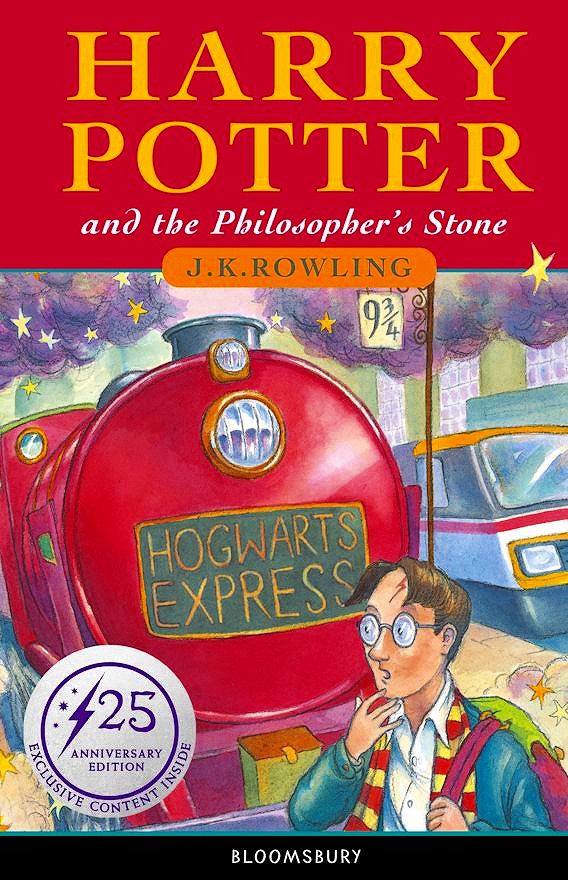 HARRY
POTTER
and the Philosopher's Stone
J.K.ROWLING
9¾
HOGWARTS
EXPRESS
25
ANNIVERSARY
EDITION
EXCLUSIVE CONTENT INSIDE
BLOOMSBURY